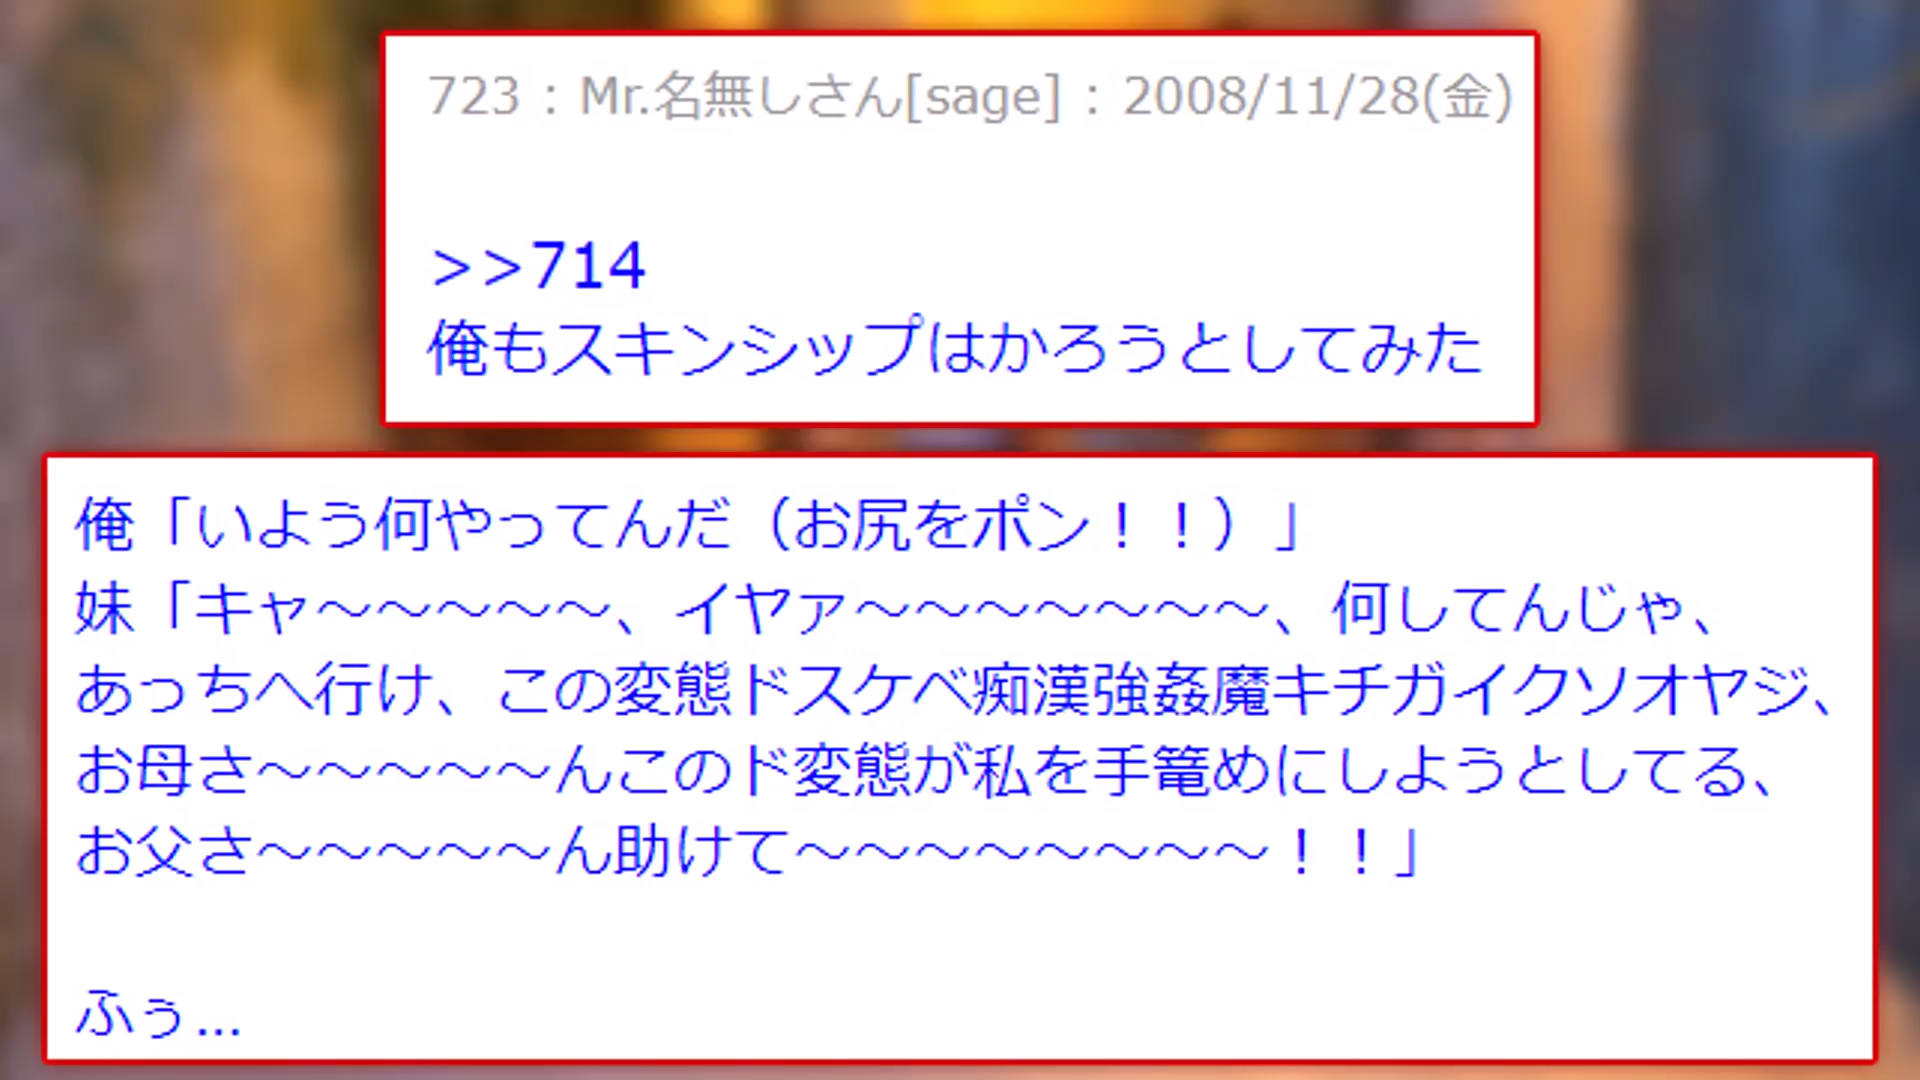 723 : Mr.名無しさん[sage] : 2008/11/28(金)
>>714
俺もスキンシップはかろうとしてみた
俺「いよう何やってんだ（お尻をポン！！）」
妹「キャ～～～～～、イヤァ～～～～～～～、何してんじゃ、
あっちへ行け、この変態ドスケベ痴漢強姦魔キチガイクソオヤジ、
お母さ～～～～～んこのド変態が私を手篭めにしようとしてる、
お父さ～～～～～ん助けて～～～～～～～～！！」
ふぅ…